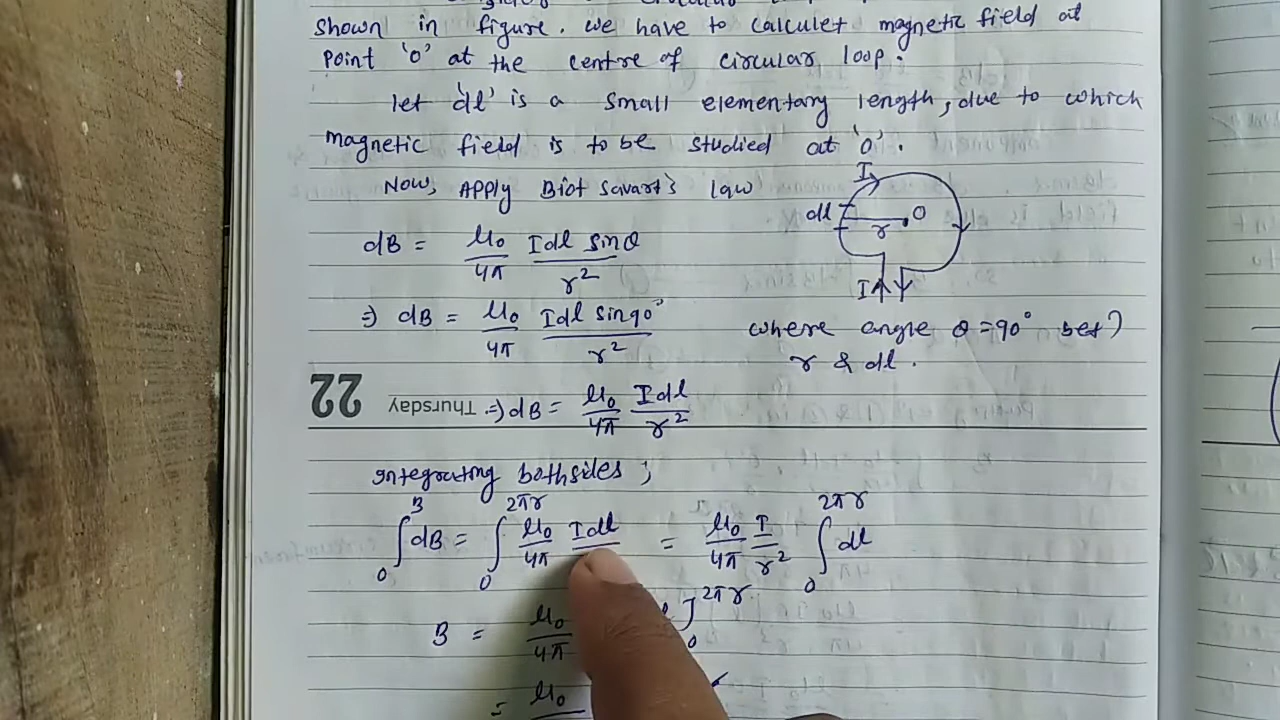 shown in figure. we have to calculet magnetic field at
point 'O' at the centre of circular loop.
let 'dl' is a small elementary length, due to which
magnetic field is to be studied at 'O'.
Now, Apply Biot Savart's law
I
dl
r
O
I
dB = μ₀/4π Idl sinθ/r²
⇒ dB = μ₀/4π Idl sin90°/r²
where angle θ = 90° bet?
r & dl.
22 Thursday ⇒ dB = μ₀/4π Idl/r²
Integrating bothsides;
∫₀ᴮ dB = ∫₀^2πr μ₀/4π Idl = μ₀/4π I/r² ∫₀^2πr dl
B = μ₀/4π ]₀^2πr
= μ₀